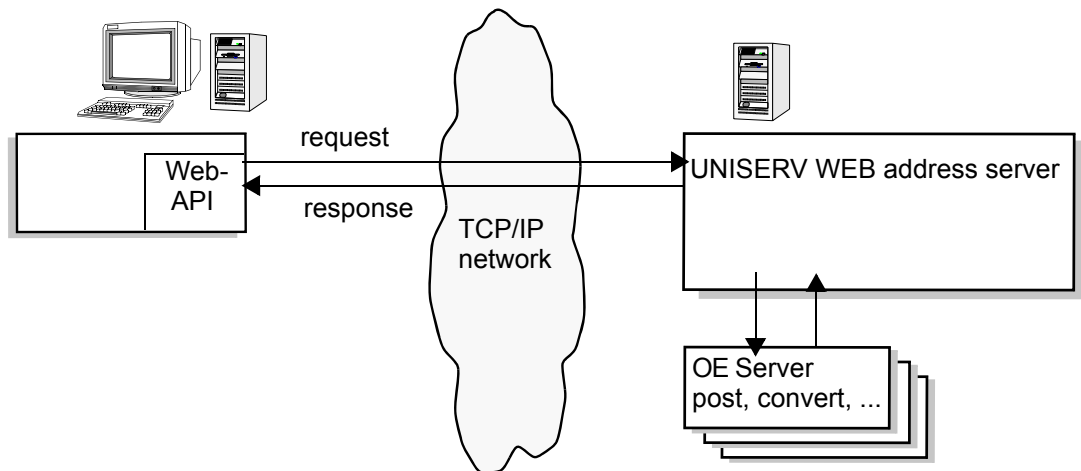 request
Web-
API
UNISERV WEB address server
response
TCP/IP
network
OE Server
post, convert, ...